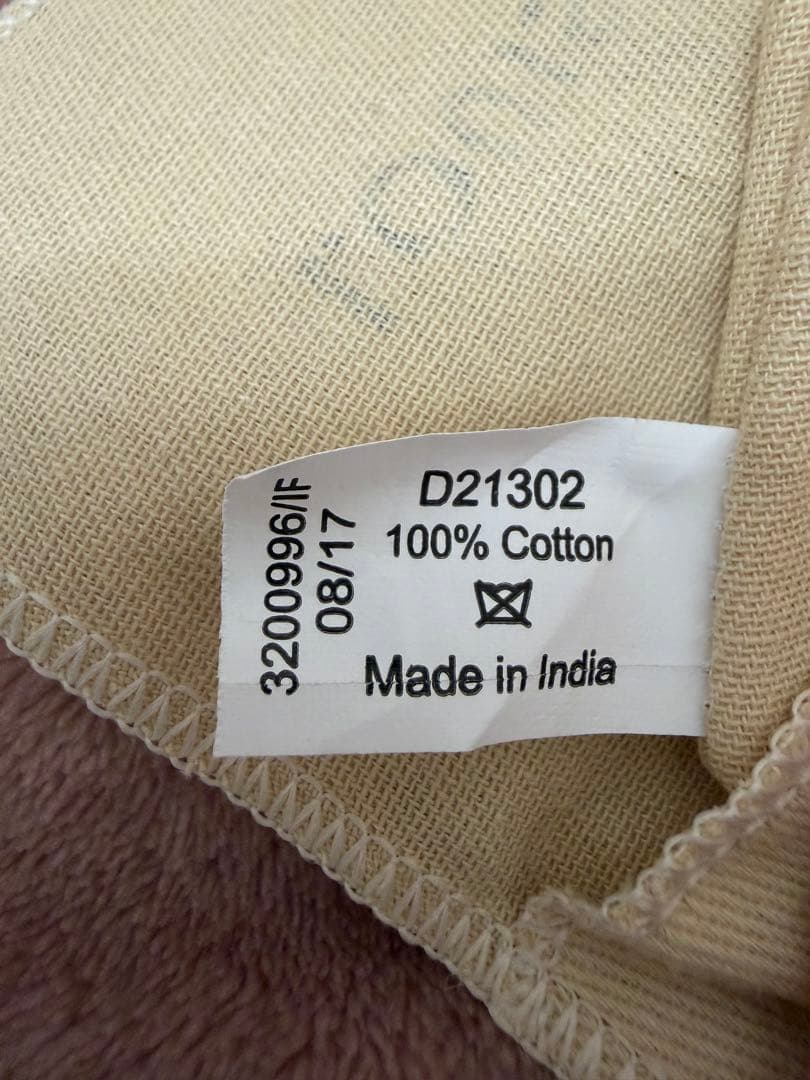 D21302
100% Cotton
Made in India
3200996/IF
08/17